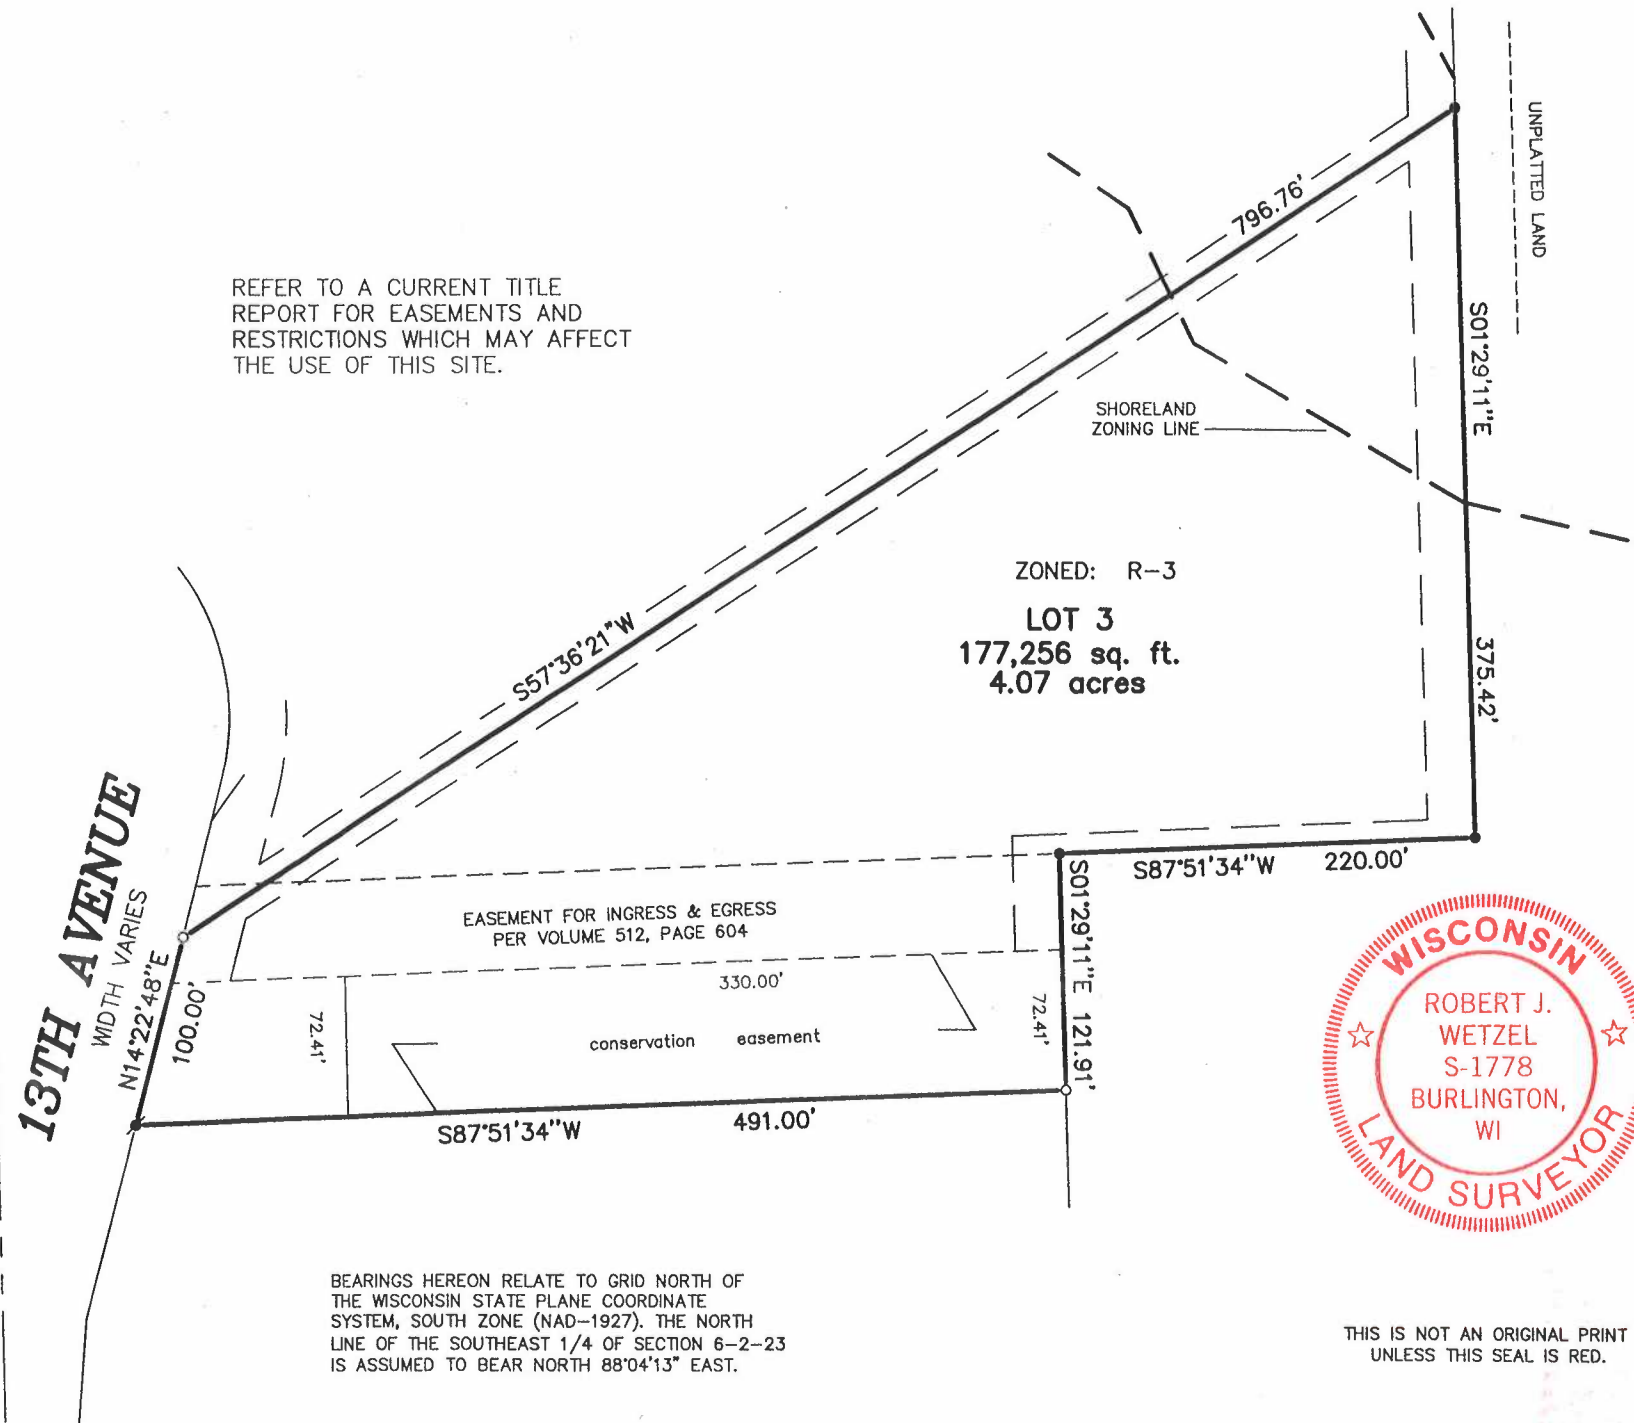 UNPLATTED LAND
796.76'
REFER TO A CURRENT TITLE
REPORT FOR EASEMENTS AND
RESTRICTIONS WHICH MAY AFFECT
THE USE OF THIS SITE.
S01°29'11"E
SHORELAND
ZONING LINE
ZONED: R-3
LOT 3
177,256 sq. ft.
4.07 acres
S57°36'21"W
375.42'
13TH AVENUE
WIDTH VARIES
N14°22'48"E
100.00'
S87°51'34"W 220.00'
EASEMENT FOR INGRESS & EGRESS
PER VOLUME 512, PAGE 604
S01°29'11"E 121.91'
330.00'
72.41'
72.41'
conservation easement
S87°51'34"W 491.00'
WISCONSIN
ROBERT J.
WETZEL
S-1778
BURLINGTON,
WI
LAND SURVEYOR
BEARINGS HEREON RELATE TO GRID NORTH OF
THE WISCONSIN STATE PLANE COORDINATE
SYSTEM, SOUTH ZONE (NAD-1927). THE NORTH
LINE OF THE SOUTHEAST 1/4 OF SECTION 6-2-23
IS ASSUMED TO BEAR NORTH 88°04'13" EAST.
THIS IS NOT AN ORIGINAL PRINT
UNLESS THIS SEAL IS RED.